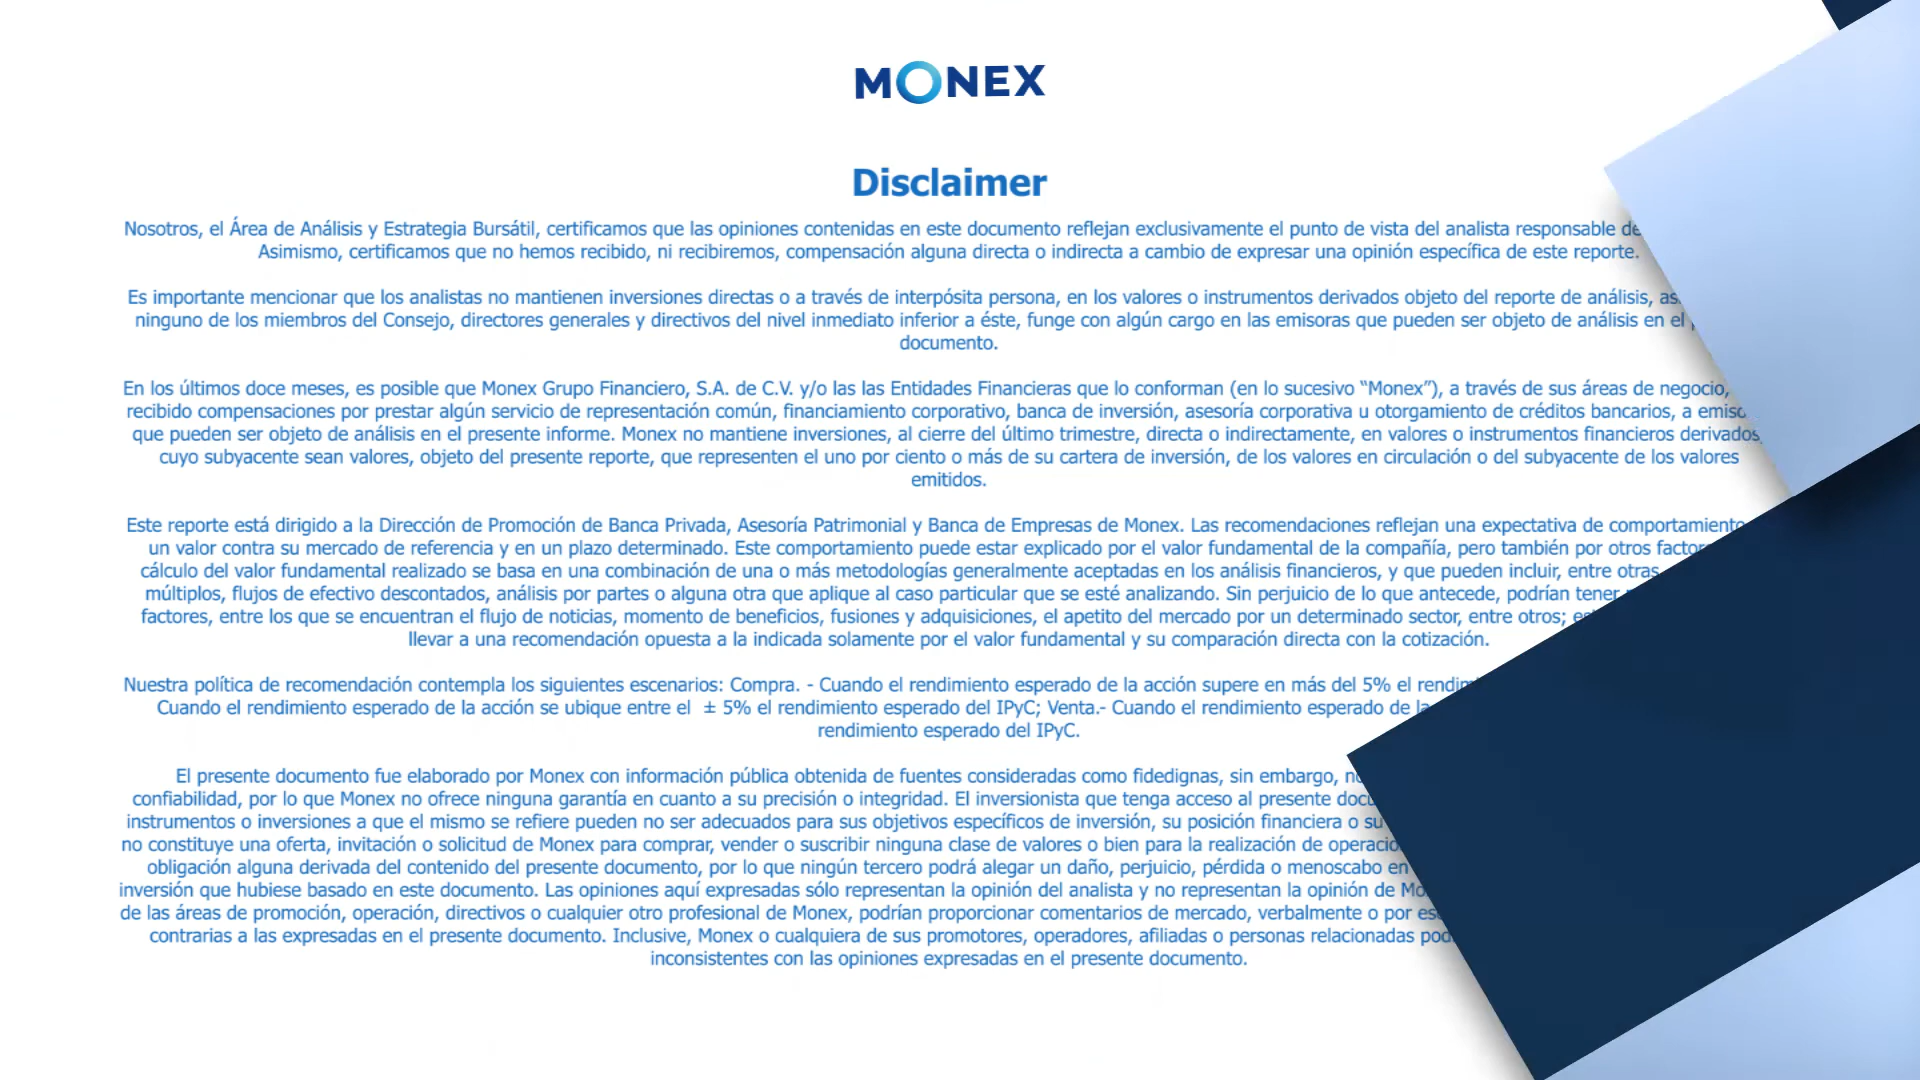 MONEX
Disclaimer
Nosotros, el Área de Análisis y Estrategia Bursátil, certificamos que las opiniones contenidas en este documento reflejan exclusivamente el punto de vista del analista responsable de
Asimismo, certificamos que no hemos recibido, ni recibiremos, compensación alguna directa o indirecta a cambio de expresar una opinión específica de este reporte.
Es importante mencionar que los analistas no mantienen inversiones directas o a través de interpósita persona, en los valores o instrumentos derivados objeto del reporte de análisis,
ninguno de los miembros del Consejo, directores generales y directivos del nivel inmediato inferior a éste, funge con algún cargo en las emisoras que pueden ser objeto de análisis en el
documento.
En los últimos doce meses, es posible que Monex Grupo Financiero, S.A. de C.V. y/o las las Entidades Financieras que lo conforman (en lo sucesivo “Monex”), a través de sus áreas de negocio,
recibido compensaciones por prestar algún servicio de representación común, financiamiento corporativo, banca de inversión, asesoría corporativa u otorgamiento de créditos bancarios, a
que pueden ser objeto de análisis en el presente informe. Monex no mantiene inversiones, al cierre del último trimestre, directa o indirectamente, en valores o instrumentos financieros derivados,
cuyo subyacente sean valores, objeto del presente reporte, que representen el uno por ciento o más de su cartera de inversión, de los valores en circulación o del subyacente de los valores
emitidos.
Este reporte está dirigido a la Dirección de Promoción de Banca Privada, Asesoría Patrimonial y Banca de Empresas de Monex. Las recomendaciones reflejan una expectativa de comportamiento
un valor contra su mercado de referencia y en un plazo determinado. Este comportamiento puede estar explicado por el valor fundamental de la compañía, pero también por otros
cálculo del valor fundamental realizado se basa en una combinación de una o más metodologías generalmente aceptadas en los análisis financieros, y que pueden incluir, entre otras
múltiplos, flujos de efectivo descontados, análisis por partes o alguna otra que aplique al caso particular que se esté analizando. Sin perjuicio de lo que antecede, podrían tener
factores, entre los que se encuentran el flujo de noticias, momento de beneficios, fusiones y adquisiciones, el apetito del mercado por un determinado sector, entre otros;
llevar a una recomendación opuesta a la indicada solamente por el valor fundamental y su comparación directa con la cotización.
Nuestra política de recomendación contempla los siguientes escenarios: Compra. - Cuando el rendimiento esperado de la acción supere en más del 5% el
Cuando el rendimiento esperado de la acción se ubique entre el ± 5% el rendimiento esperado del IPyC; Venta.- Cuando el rendimiento esperado de la
rendimiento esperado del IPyC.
El presente documento fue elaborado por Monex con información pública obtenida de fuentes consideradas como fidedignas, sin embargo,
confiabilidad, por lo que Monex no ofrece ninguna garantía en cuanto a su precisión o integridad. El inversionista que tenga acceso al presente
instrumentos o inversiones a que el mismo se refiere pueden no ser adecuados para sus objetivos específicos de inversión, su posición financiera o su
no constituye una oferta, invitación o solicitud de Monex para comprar, vender o suscribir ninguna clase de valores o bien para la realización de
obligación alguna derivada del contenido del presente documento, por lo que ningún tercero podrá alegar un daño, perjuicio, pérdida o menoscabo en
inversión que hubiese basado en este documento. Las opiniones aquí expresadas sólo representan la opinión del analista y no representan la opinión de
de las áreas de promoción, operación, directivos o cualquier otro profesional de Monex, podrían proporcionar comentarios de mercado, verbalmente o por
contrarias a las expresadas en el presente documento. Inclusive, Monex o cualquiera de sus promotores, operadores, afiliadas o personas relacionadas
inconsistentes con las opiniones expresadas en el presente documento.